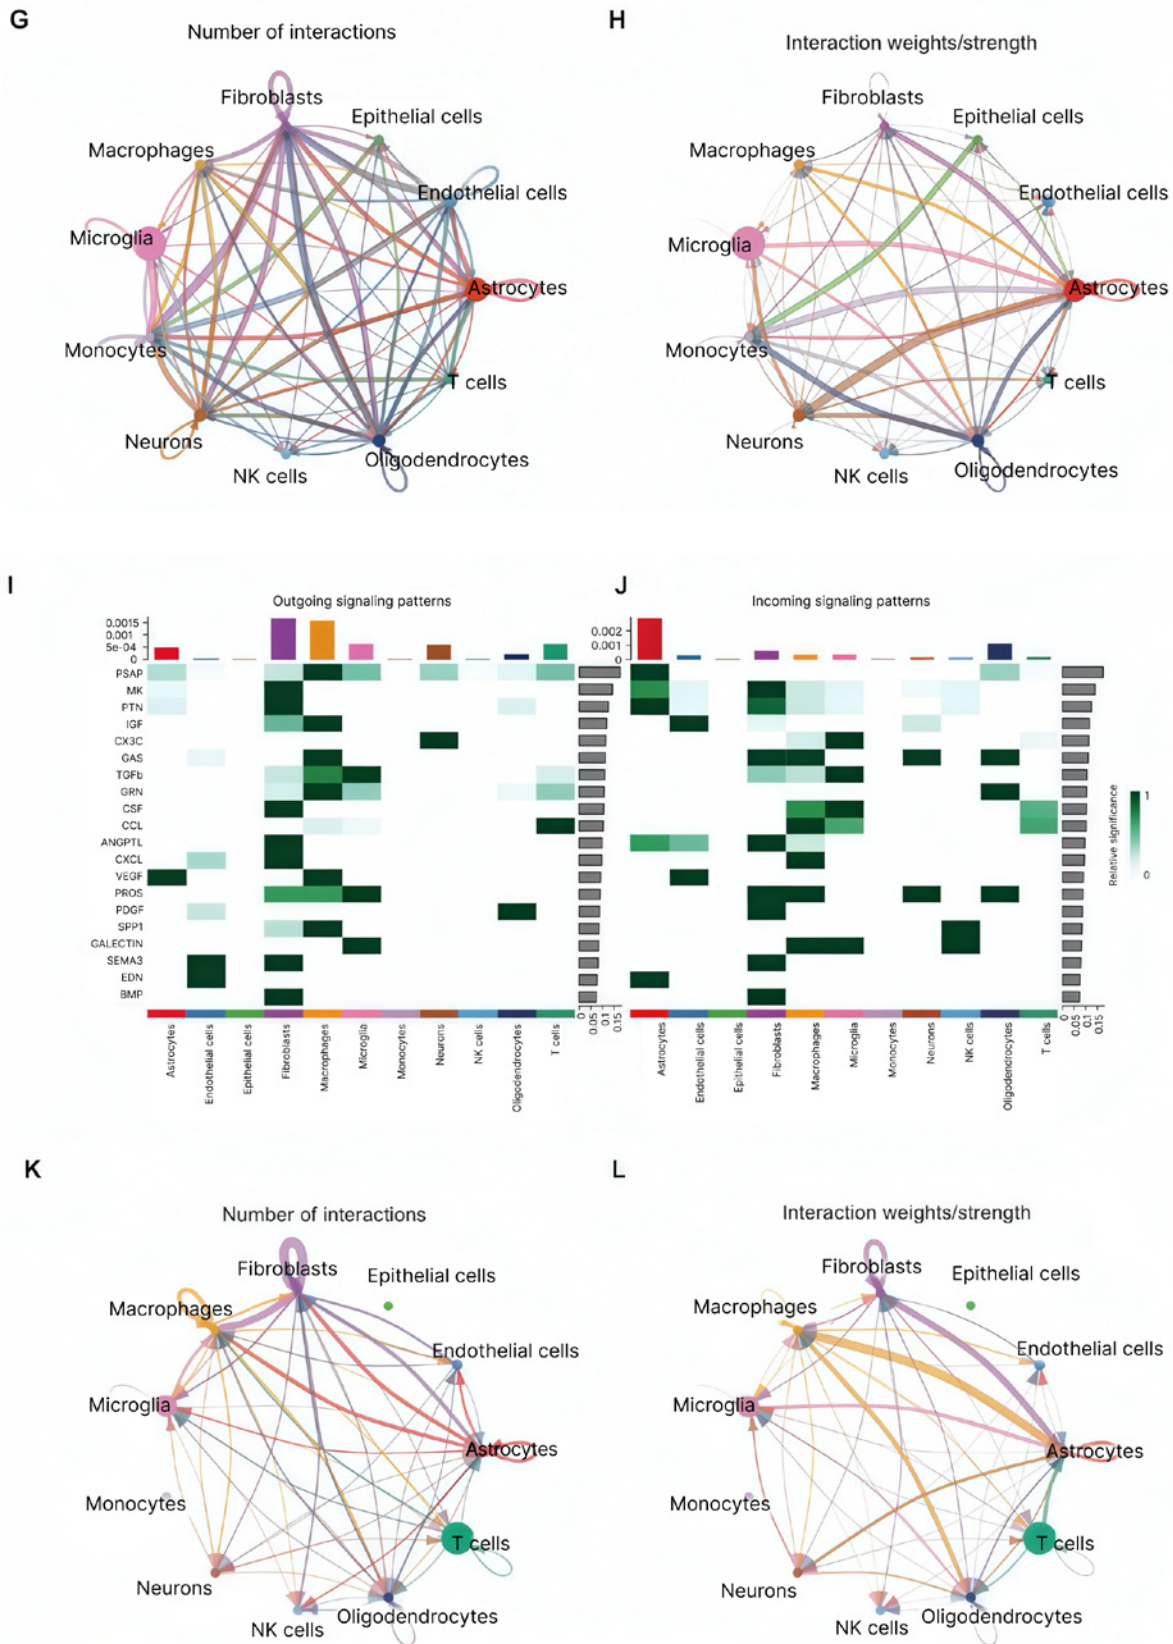 G
H
Number of interactions
Interaction weights/strength
Fibroblasts
Epithelial cells
Macrophages
Endothelial cells
Microglia
Astrocytes
Monocytes
T cells
Neurons
Oligodendrocytes
NK cells
Fibroblasts
Epithelial cells
Macrophages
Endothelial cells
Microglia
Astrocytes
Monocytes
T cells
Neurons
Oligodendrocytes
NK cells
I
Outgoing signaling patterns
J
Incoming signaling patterns
0.0015
0.001
5e-04
0
0.002
0.001
0
PSAP
MK
PTN
IGF
CX3C
GAS
TGFb
GRN
CSF
CCL
ANGPTL
CXCL
VEGF
PROS
PDGF
SPP1
GALECTIN
SEMA3
EDN
BMP
Relative significance
1
0
0
0.05
0.1
0.15
0
0.05
0.1
0.15
Astrocytes
Endothelial cells
Epithelial cells
Fibroblasts
Macrophages
Microglia
Monocytes
Neurons
NK cells
Oligodendrocytes
T cells
Astrocytes
Endothelial cells
Epithelial cells
Fibroblasts
Macrophages
Microglia
Monocytes
Neurons
NK cells
Oligodendrocytes
T cells
K
L
Number of interactions
Interaction weights/strength
Fibroblasts
Epithelial cells
Macrophages
Endothelial cells
Microglia
Astrocytes
Monocytes
T cells
Neurons
Oligodendrocytes
NK cells
Fibroblasts
Epithelial cells
Macrophages
Endothelial cells
Microglia
Astrocytes
Monocytes
T cells
Neurons
Oligodendrocytes
NK cells